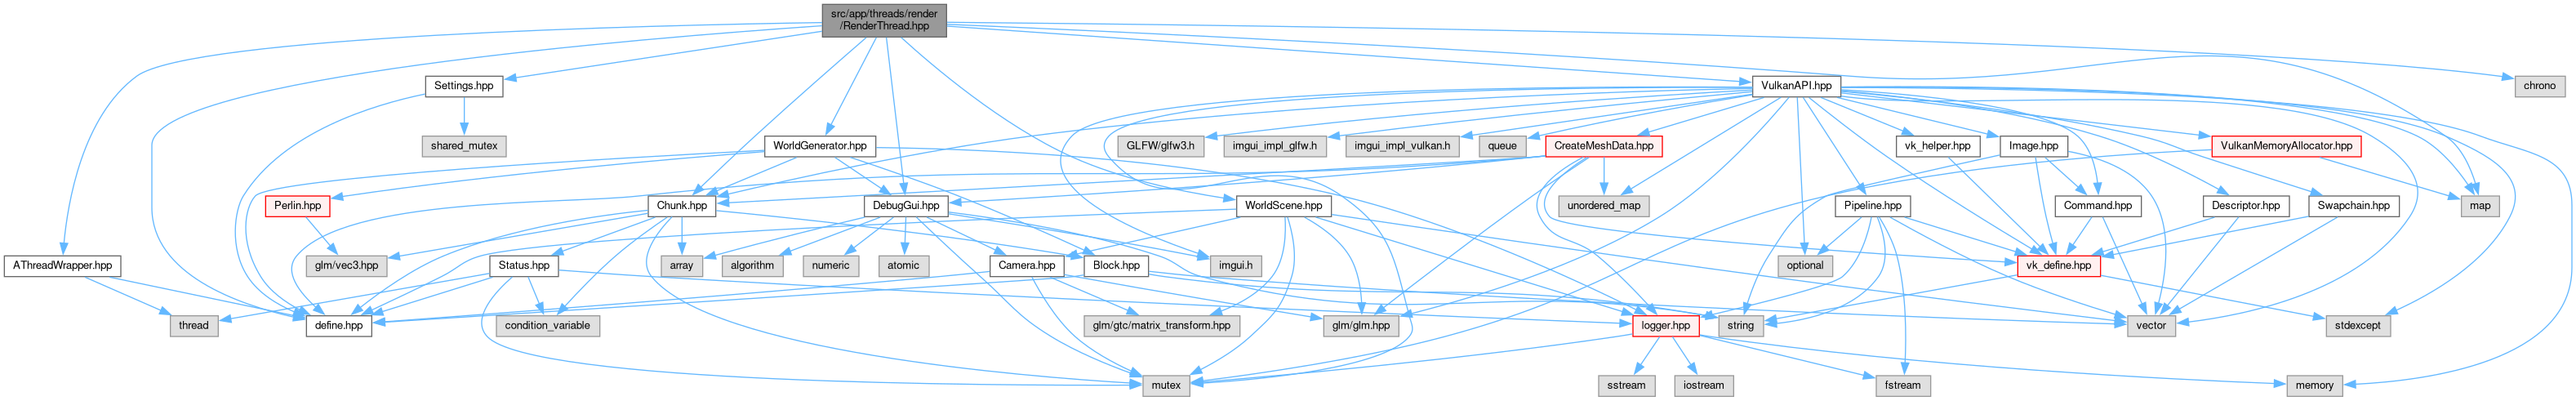 src/app/threads/render
/RenderThread.hpp
Settings.hpp
VulkanAPI.hpp
chrono
shared_mutex
WorldGenerator.hpp
GLFW/glfw3.h
imgui_impl_glfw.h
imgui_impl_vulkan.h
queue
CreateMeshData.hpp
vk_helper.hpp
Image.hpp
VulkanMemoryAllocator.hpp
Perlin.hpp
Chunk.hpp
DebugGui.hpp
WorldScene.hpp
unordered_map
Pipeline.hpp
Command.hpp
Descriptor.hpp
Swapchain.hpp
map
AThreadWrapper.hpp
glm/vec3.hpp
Status.hpp
array
algorithm
numeric
atomic
Camera.hpp
Block.hpp
imgui.h
optional
vk_define.hpp
thread
define.hpp
condition_variable
glm/gtc/matrix_transform.hpp
glm/glm.hpp
logger.hpp
string
vector
stdexcept
mutex
sstream
iostream
fstream
memory